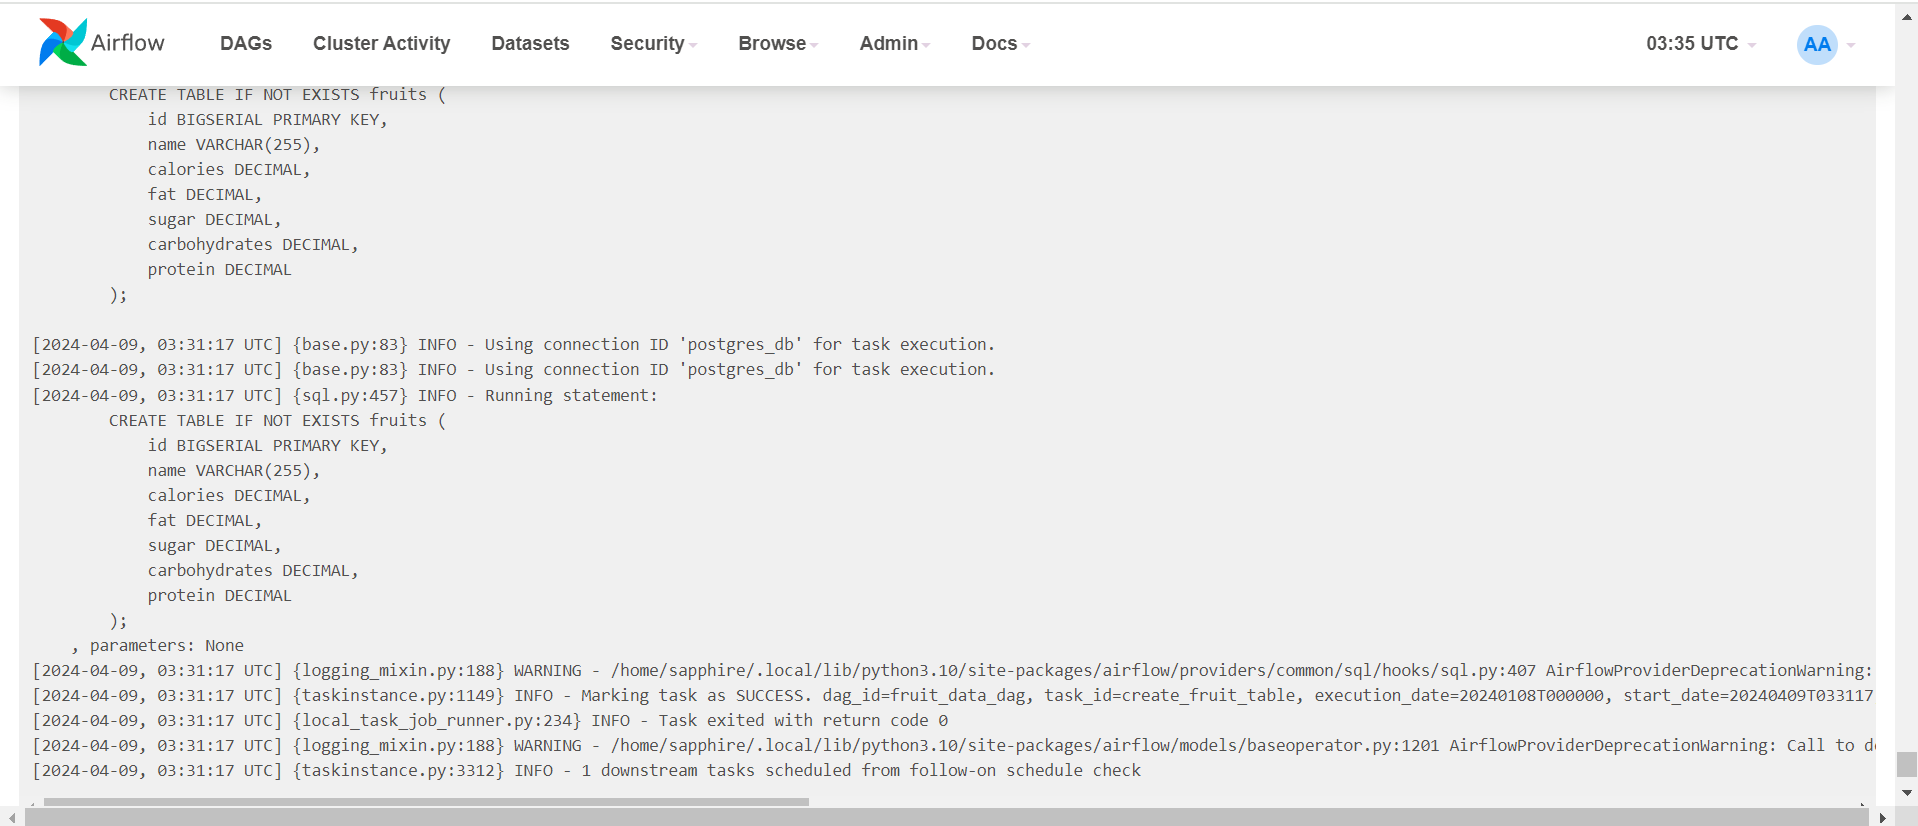 Airflow DAGs Cluster Activity Datasets Security Browse Admin Docs 03:35 UTC AA
CREATE TABLE IF NOT EXISTS fruits (
id BIGSERIAL PRIMARY KEY,
name VARCHAR(255),
calories DECIMAL,
fat DECIMAL,
sugar DECIMAL,
carbohydrates DECIMAL,
protein DECIMAL
);
[2024-04-09, 03:31:17 UTC] {base.py:83} INFO - Using connection ID 'postgres_db' for task execution.
[2024-04-09, 03:31:17 UTC] {base.py:83} INFO - Using connection ID 'postgres_db' for task execution.
[2024-04-09, 03:31:17 UTC] {sql.py:457} INFO - Running statement:
CREATE TABLE IF NOT EXISTS fruits (
id BIGSERIAL PRIMARY KEY,
name VARCHAR(255),
calories DECIMAL,
fat DECIMAL,
sugar DECIMAL,
carbohydrates DECIMAL,
protein DECIMAL
);
, parameters: None
[2024-04-09, 03:31:17 UTC] {logging_mixin.py:188} WARNING - /home/sapphire/.local/lib/python3.10/site-packages/airflow/providers/common/sql/hooks/sql.py:407 AirflowProviderDeprecationWarning:
[2024-04-09, 03:31:17 UTC] {taskinstance.py:1149} INFO - Marking task as SUCCESS. dag_id=fruit_data_dag, task_id=create_fruit_table, execution_date=20240108T000000, start_date=20240409T033117
[2024-04-09, 03:31:17 UTC] {local_task_job_runner.py:234} INFO - Task exited with return code 0
[2024-04-09, 03:31:17 UTC] {logging_mixin.py:188} WARNING - /home/sapphire/.local/lib/python3.10/site-packages/airflow/models/baseoperator.py:1201 AirflowProviderDeprecationWarning: Call to
[2024-04-09, 03:31:17 UTC] {taskinstance.py:3312} INFO - 1 downstream tasks scheduled from follow-on schedule check